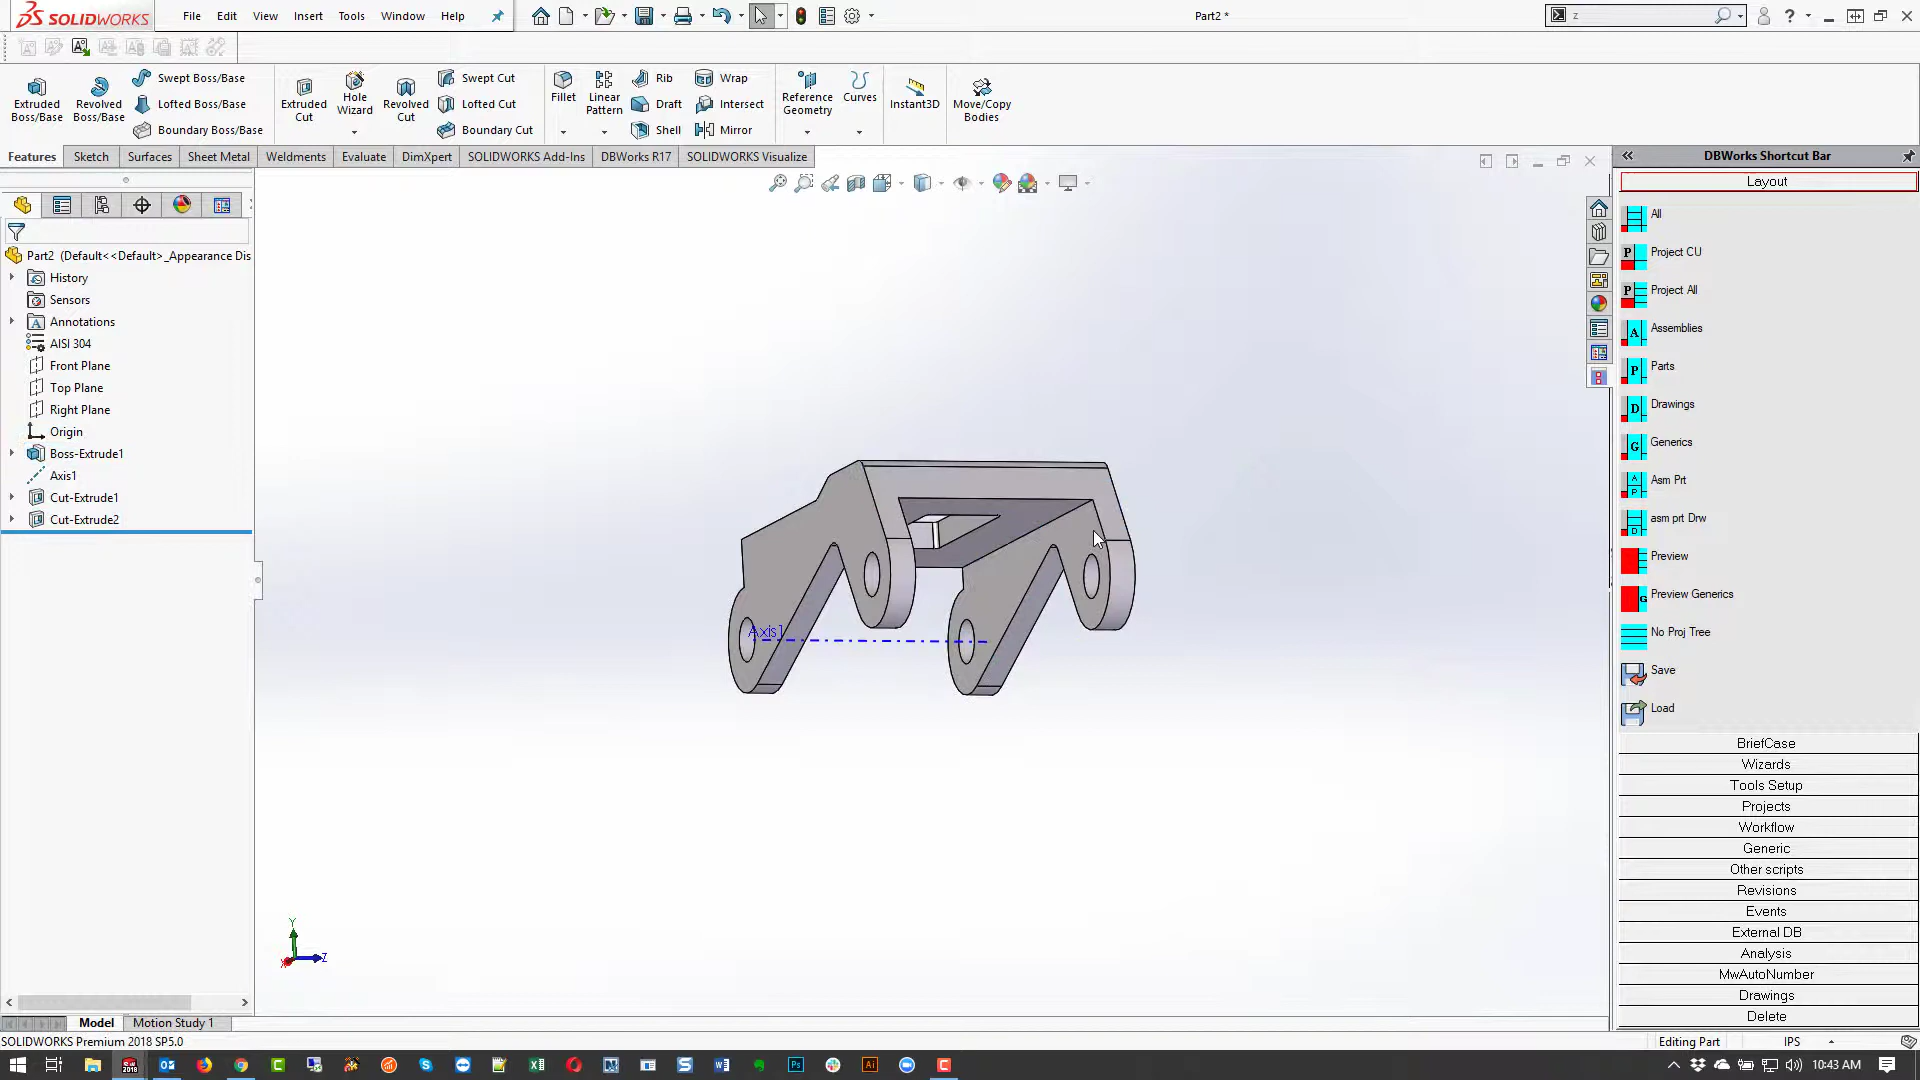 SOLIDWORKS File Edit View Insert Tools Window Help Part2 * z
Extruded Boss/Base
Revolved Boss/Base
Swept Boss/Base
Lofted Boss/Base
Boundary Boss/Base
Extruded Cut
Hole Wizard
Revolved Cut
Swept Cut
Lofted Cut
Boundary Cut
Fillet
Linear Pattern
Rib
Draft
Shell
Wrap
Intersect
Mirror
Reference Geometry
Curves
Instant3D
Move/Copy Bodies
Features Sketch Surfaces Sheet Metal Weldments Evaluate DimXpert SOLIDWORKS Add-Ins DBWorks R17 SOLIDWORKS Visualize
Part2 (Default<<Default>_Appearance Dis
History
Sensors
Annotations
AISI 304
Front Plane
Top Plane
Right Plane
Origin
Boss-Extrude1
Axis1
Cut-Extrude1
Cut-Extrude2
Axis1
Y
Z
X
DBWorks Shortcut Bar
Layout
All
Project CU
Project All
Assemblies
Parts
Drawings
Generics
Asm Prt
asm prt Drw
Preview
Preview Generics
No Proj Tree
Save
Load
BriefCase
Wizards
Tools Setup
Projects
Workflow
Generic
Other scripts
Revisions
Events
External DB
Analysis
MwAutoNumber
Drawings
Delete
Model Motion Study 1
SOLIDWORKS Premium 2018 SP5.0 Editing Part IPS
10:43 AM